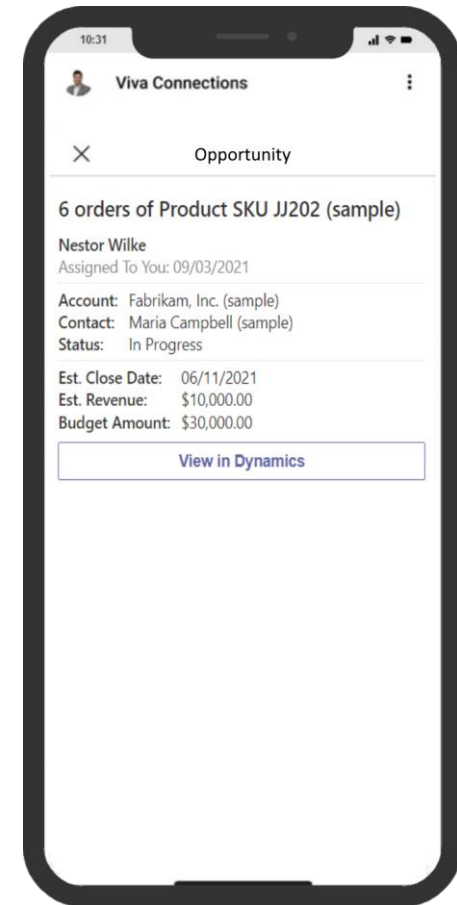 10:31
Viva Connections
Opportunity
6 orders of Product SKU JJ202 (sample)
Nestor Wilke
Assigned To You: 09/03/2021
Account: Fabrikam, Inc. (sample)
Contact: Maria Campbell (sample)
Status: In Progress
Est. Close Date: 06/11/2021
Est. Revenue: $10,000.00
Budget Amount: $30,000.00
View in Dynamics